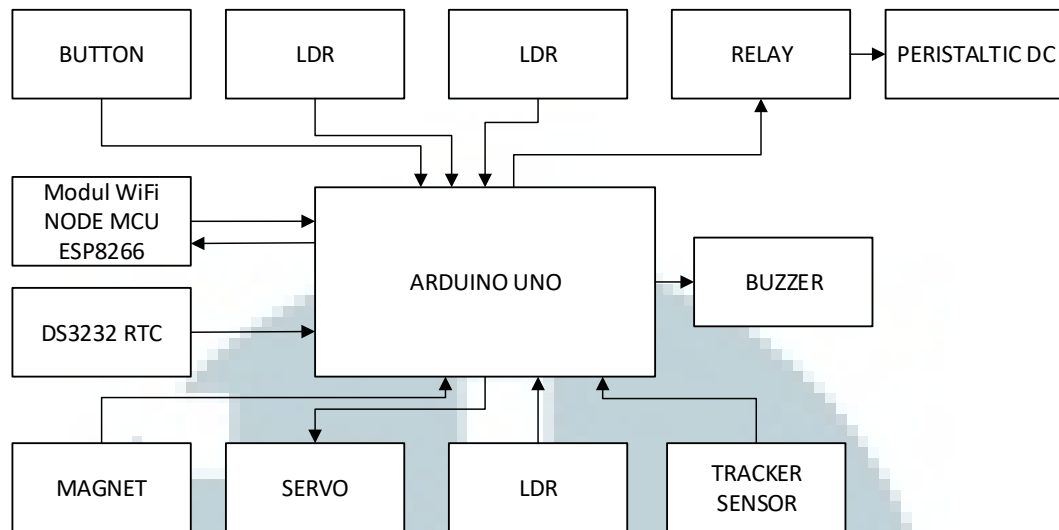 BUTTON
LDR
LDR
RELAY
PERISTALTIC DC
Modul WiFi
NODE MCU
ESP8266
ARDUINO UNO
BUZZER
DS3232 RTC
MAGNET
SERVO
LDR
TRACKER
SENSOR